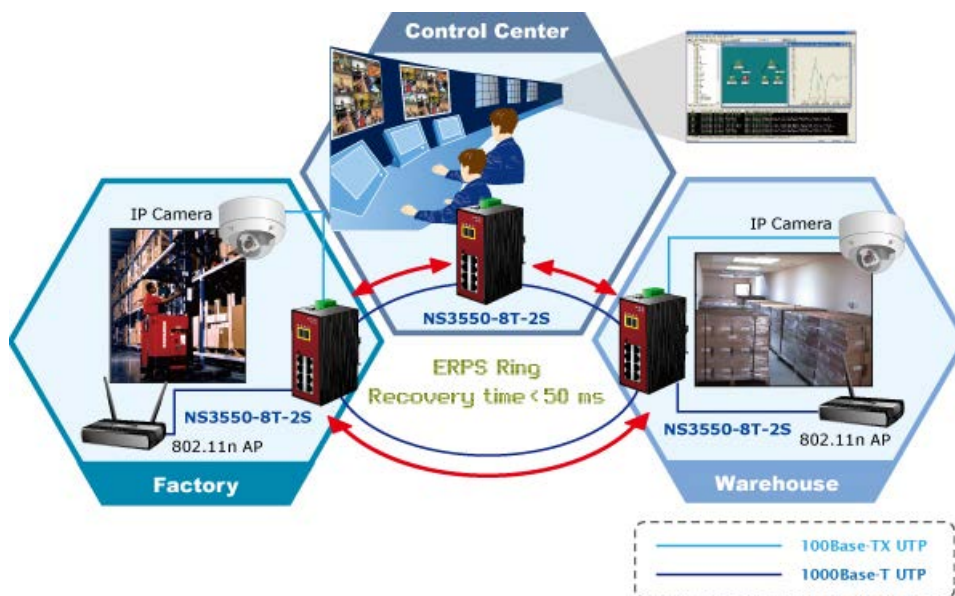 Control Center
IP Camera
IP Camera
NS3550-8T-2S
ERPS Ring
Recovery time < 50 ms
NS3550-8T-2S
802.11n AP
NS3550-8T-2S
802.11n AP
Factory
Warehouse
100Base-TX UTP
1000Base-T UTP